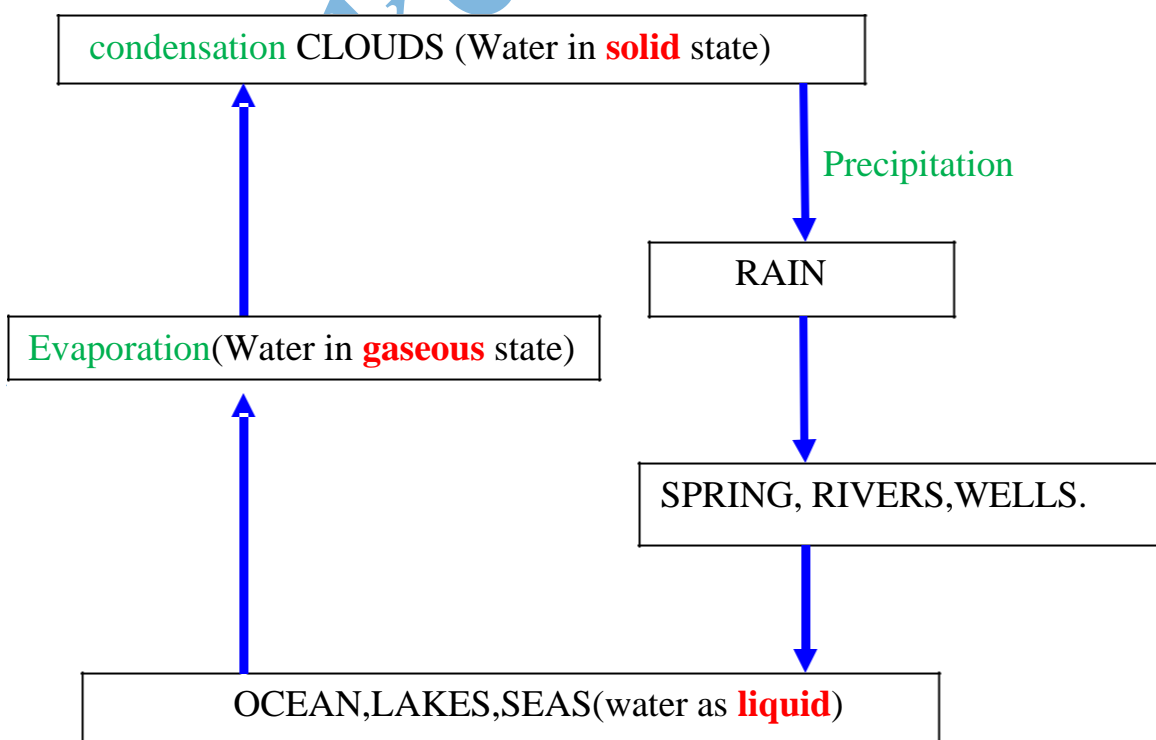 condensation CLOUDS (Water in solid state)
Precipitation
RAIN
Evaporation(Water in gaseous state)
SPRING, RIVERS,WELLS.
OCEAN,LAKES,SEAS(water as liquid)